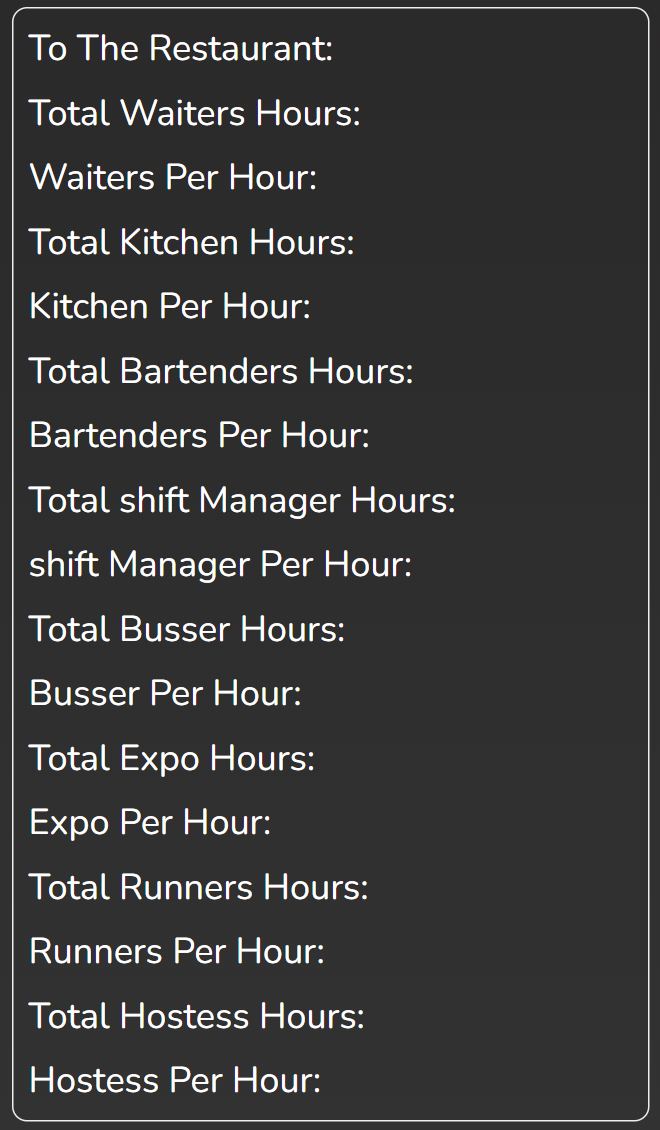 To The Restaurant:
Total Waiters Hours:
Waiters Per Hour:
Total Kitchen Hours:
Kitchen Per Hour:
Total Bartenders Hours:
Bartenders Per Hour:
Total shift Manager Hours:
shift Manager Per Hour:
Total Busser Hours:
Busser Per Hour:
Total Expo Hours:
Expo Per Hour:
Total Runners Hours:
Runners Per Hour:
Total Hostess Hours:
Hostess Per Hour: